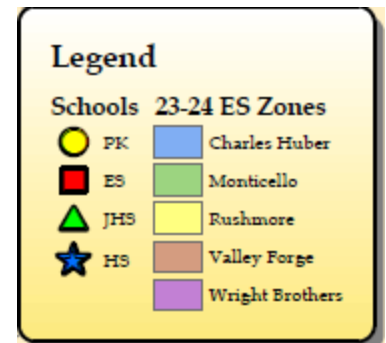 Legend
Schools 23-24 ES Zones
PK Charles Huber
ES Monticello
JHS Rushmore
HS Valley Forge
Wright Brothers